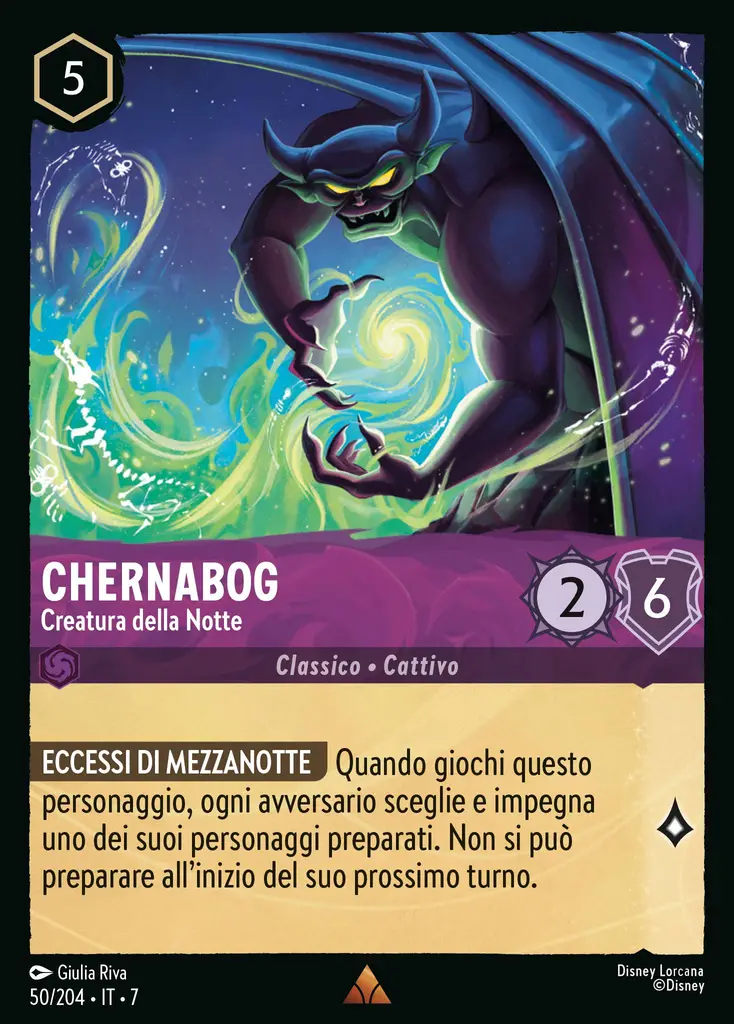 5
CHERNABOG
Creatura della Notte
2
6
Classico • Cattivo
ECCESSI DI MEZZANOTTE Quando giochi questo
personaggio, ogni avversario sceglie e impegna
uno dei suoi personaggi preparati. Non si può
preparare all’inizio del suo prossimo turno.
Giulia Riva
50/204 • IT • 7
Disney Lorcana
©Disney